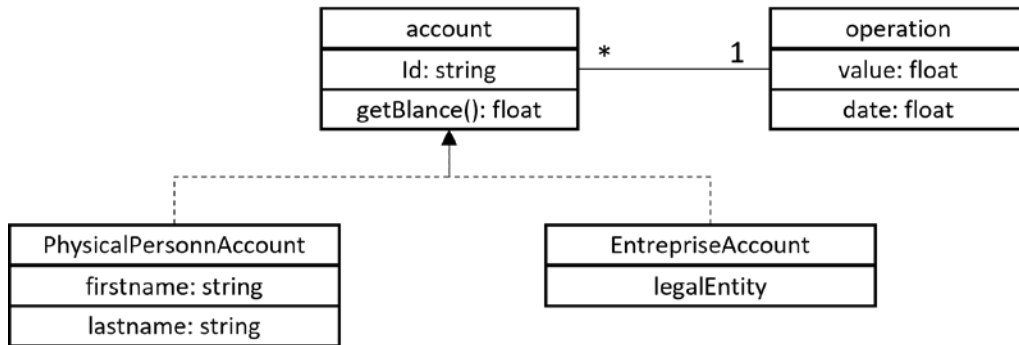 account
Id: string
getBlance(): float
*
1
operation
value: float
date: float
PhysicalPersonnAccount
firstname: string
lastname: string
EntrepriseAccount
legalEntity